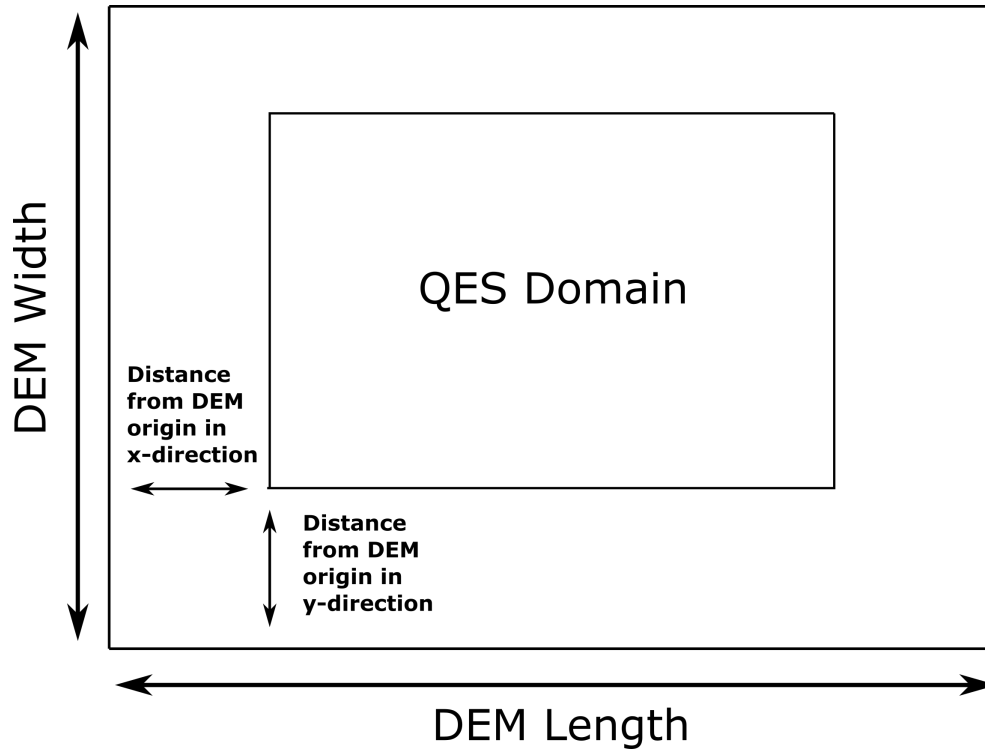 DEM Width
QES Domain
Distance
from DEM
origin in
x-direction
Distance
from DEM
origin in
y-direction
DEM Length